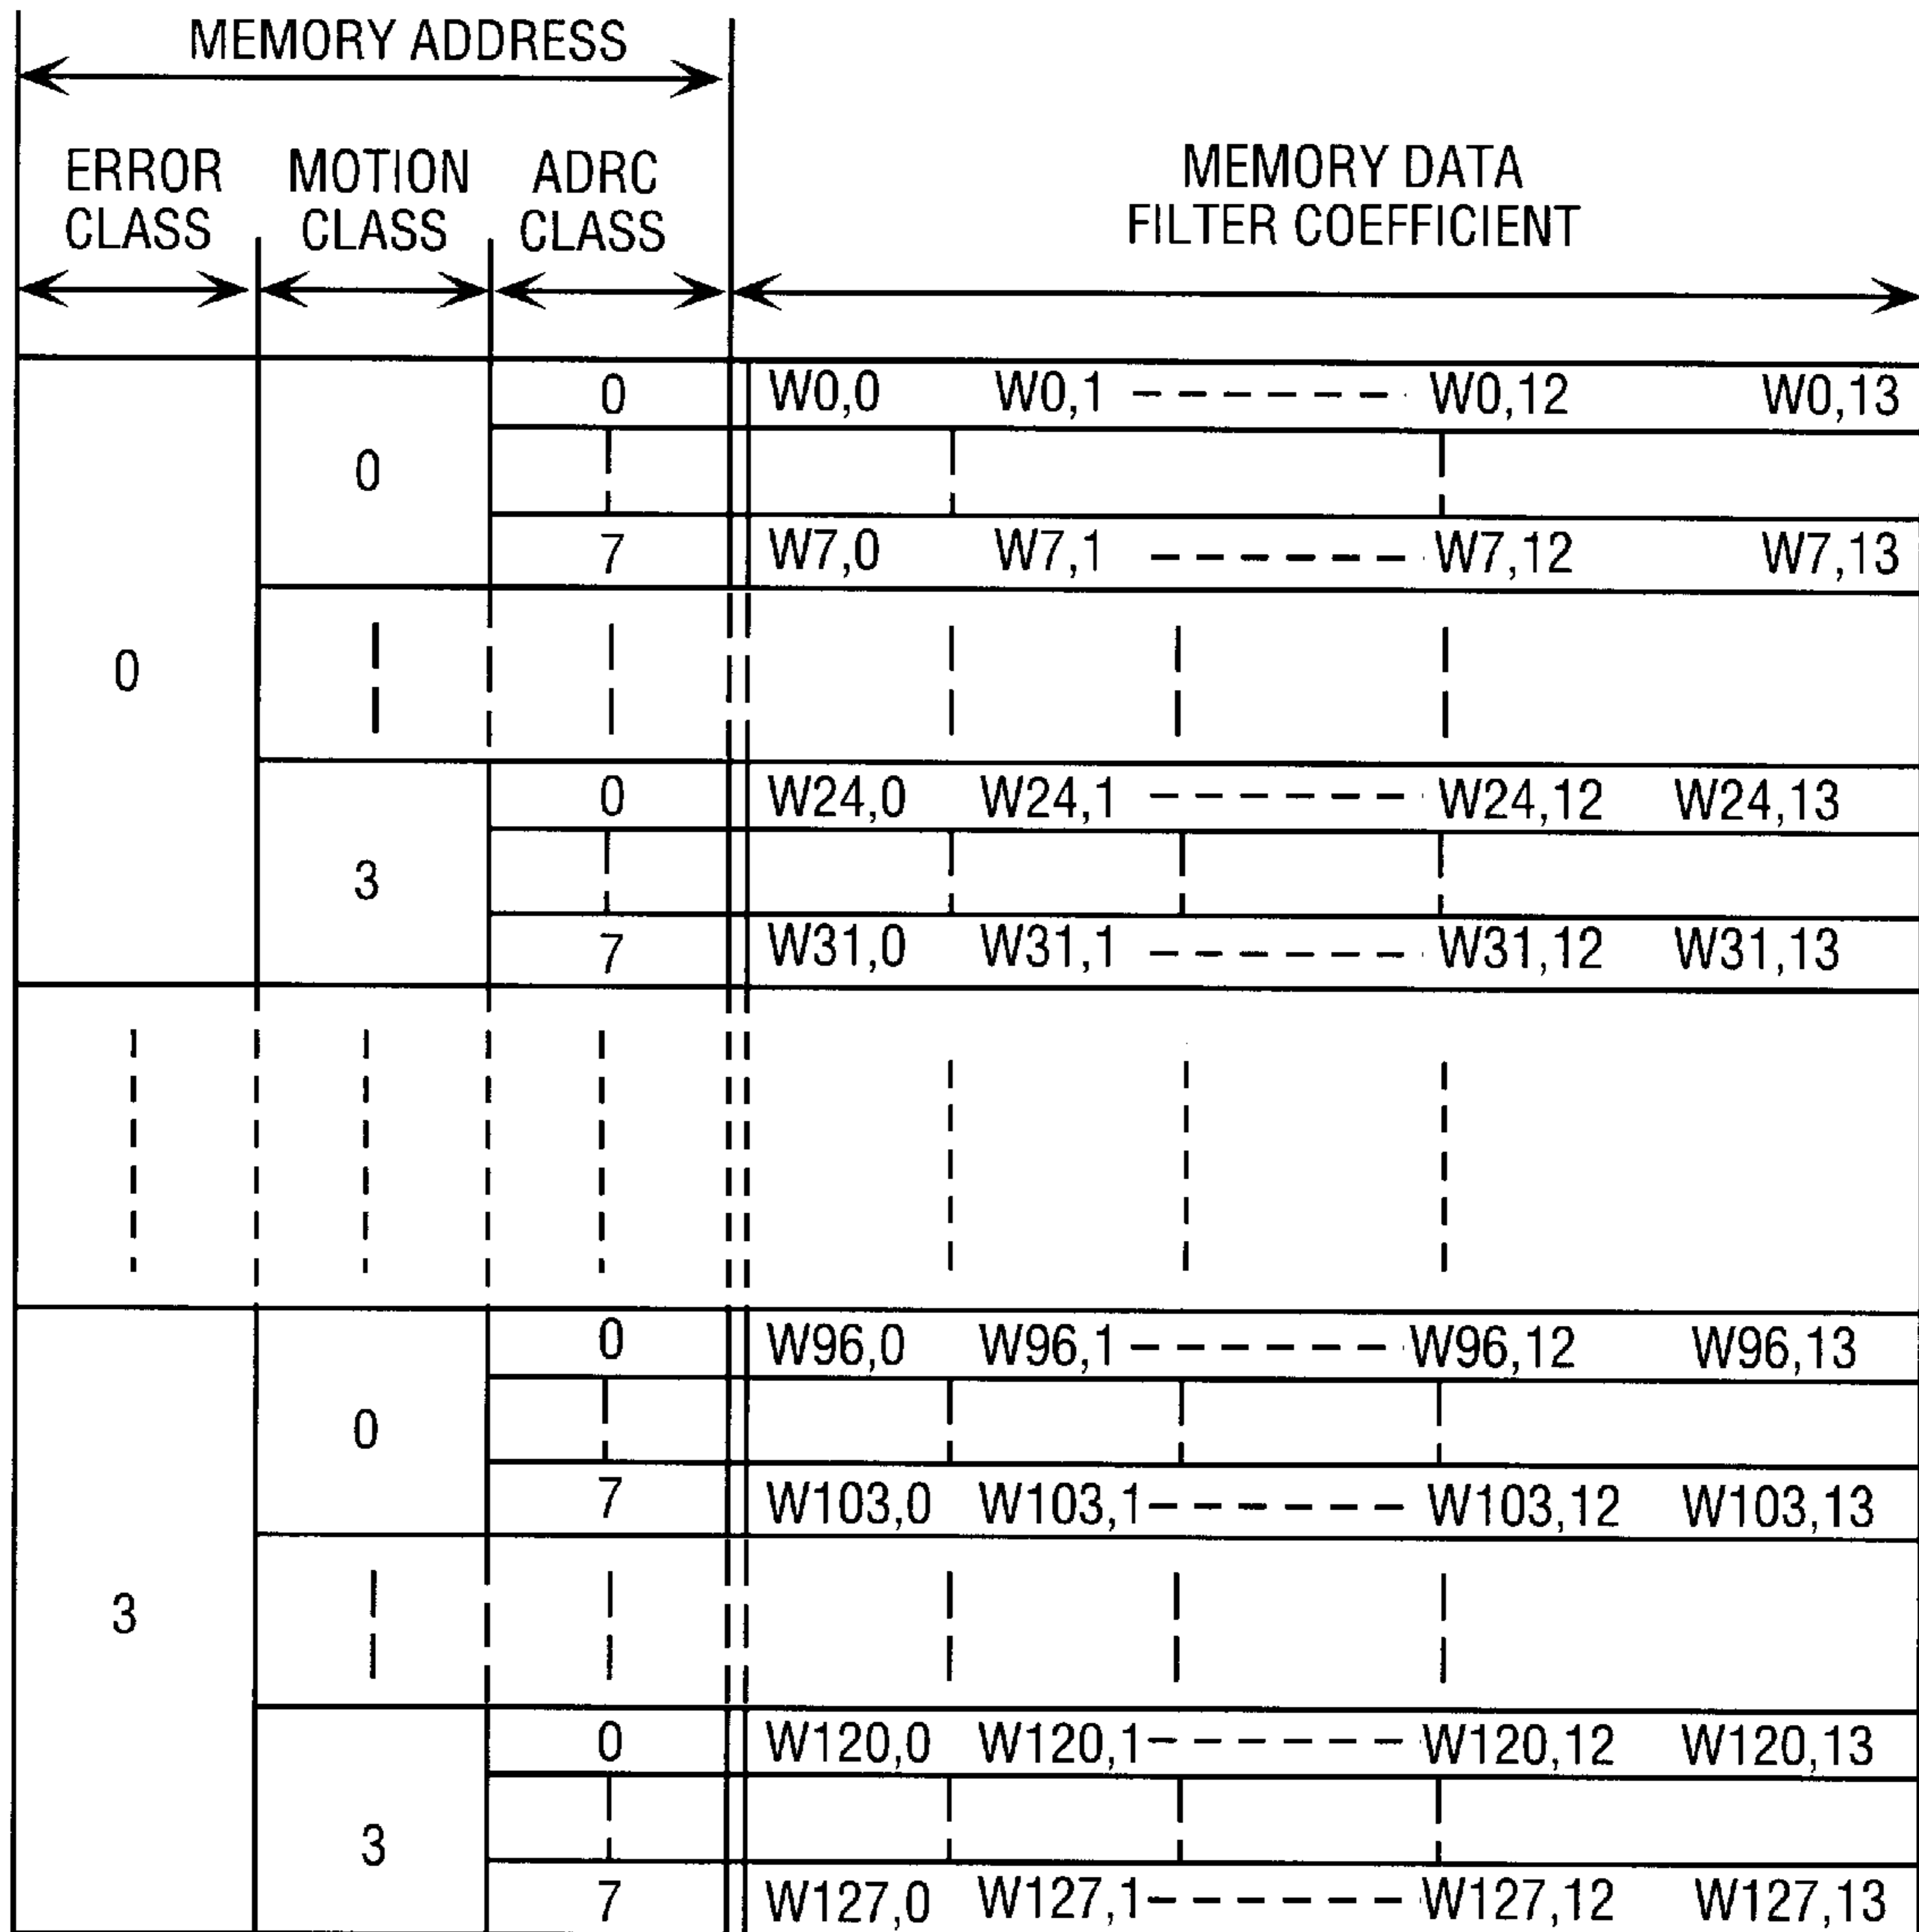 MEMORY ADDRESS
ERROR CLASS
MOTION CLASS
ADRC CLASS
MEMORY DATA
FILTER COEFFICIENT
0 W0,0 W0,1 W0,12 W0,13
0
7 W7,0 W7,1 W7,12 W7,13
0
0 W24,0 W24,1 W24,12 W24,13
3
7 W31,0 W31,1 W31,12 W31,13
0 W96,0 W96,1 W96,12 W96,13
0
7 W103,0 W103,1 W103,12 W103,13
3
0 W120,0 W120,1 W120,12 W120,13
3
7 W127,0 W127,1 W127,12 W127,13